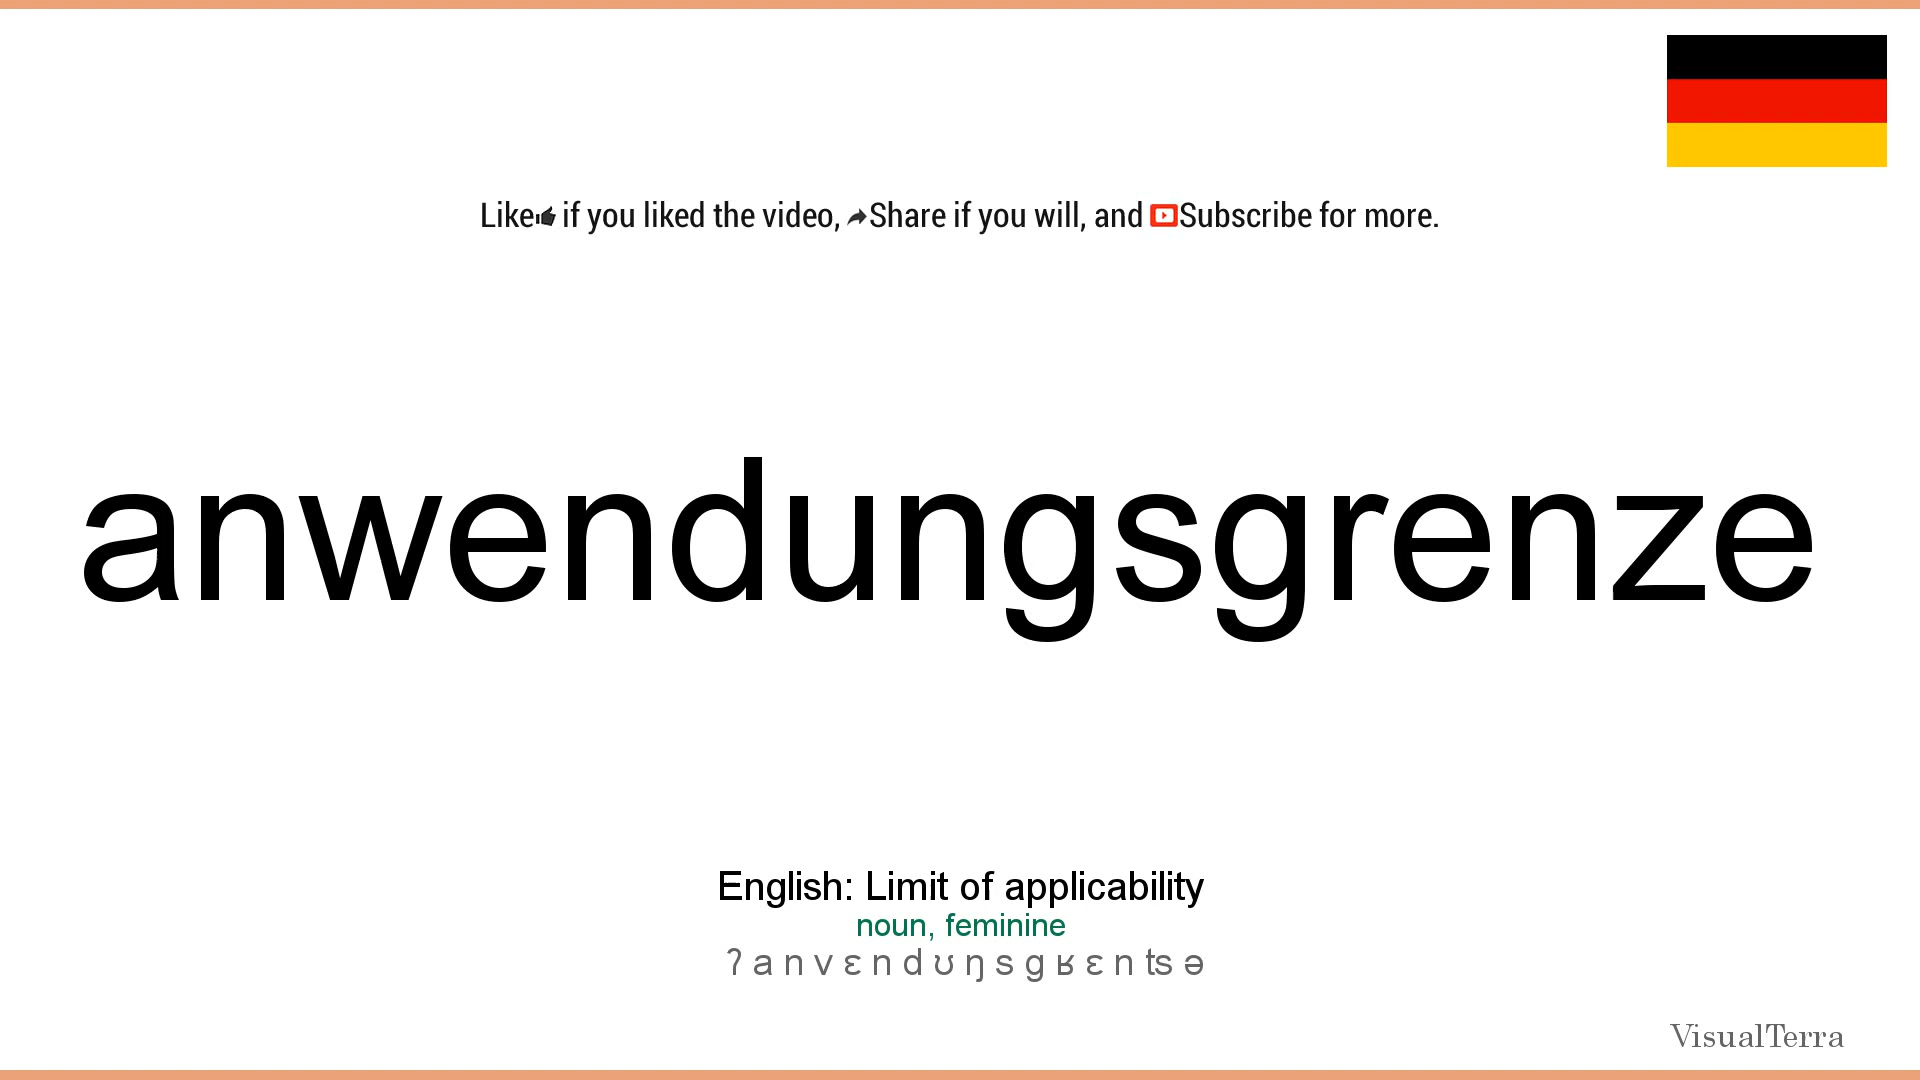 Like if you liked the video, Share if you will, and Subscribe for more.
anwendungsgrenze
English: Limit of applicability
noun, feminine
ʔ a n v ɛ n d ʊ ŋ s ɡ ʁ ɛ n ʦ ə
VisualTerra